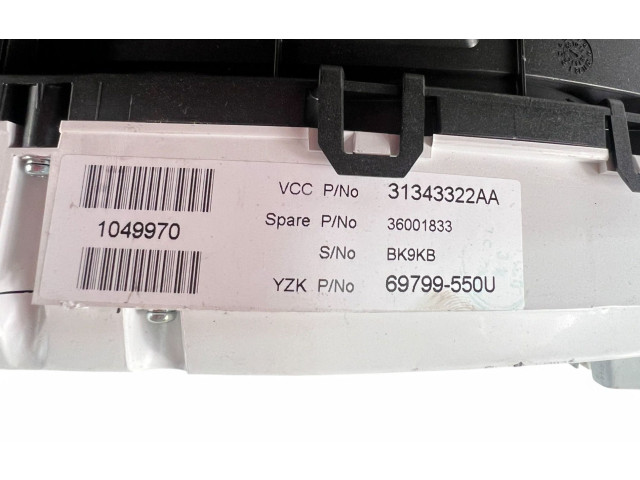 1049970
VCC P/No 31343322AA
Spare P/No 36001833
S/No BK9KB
YZK P/No 69799-550U